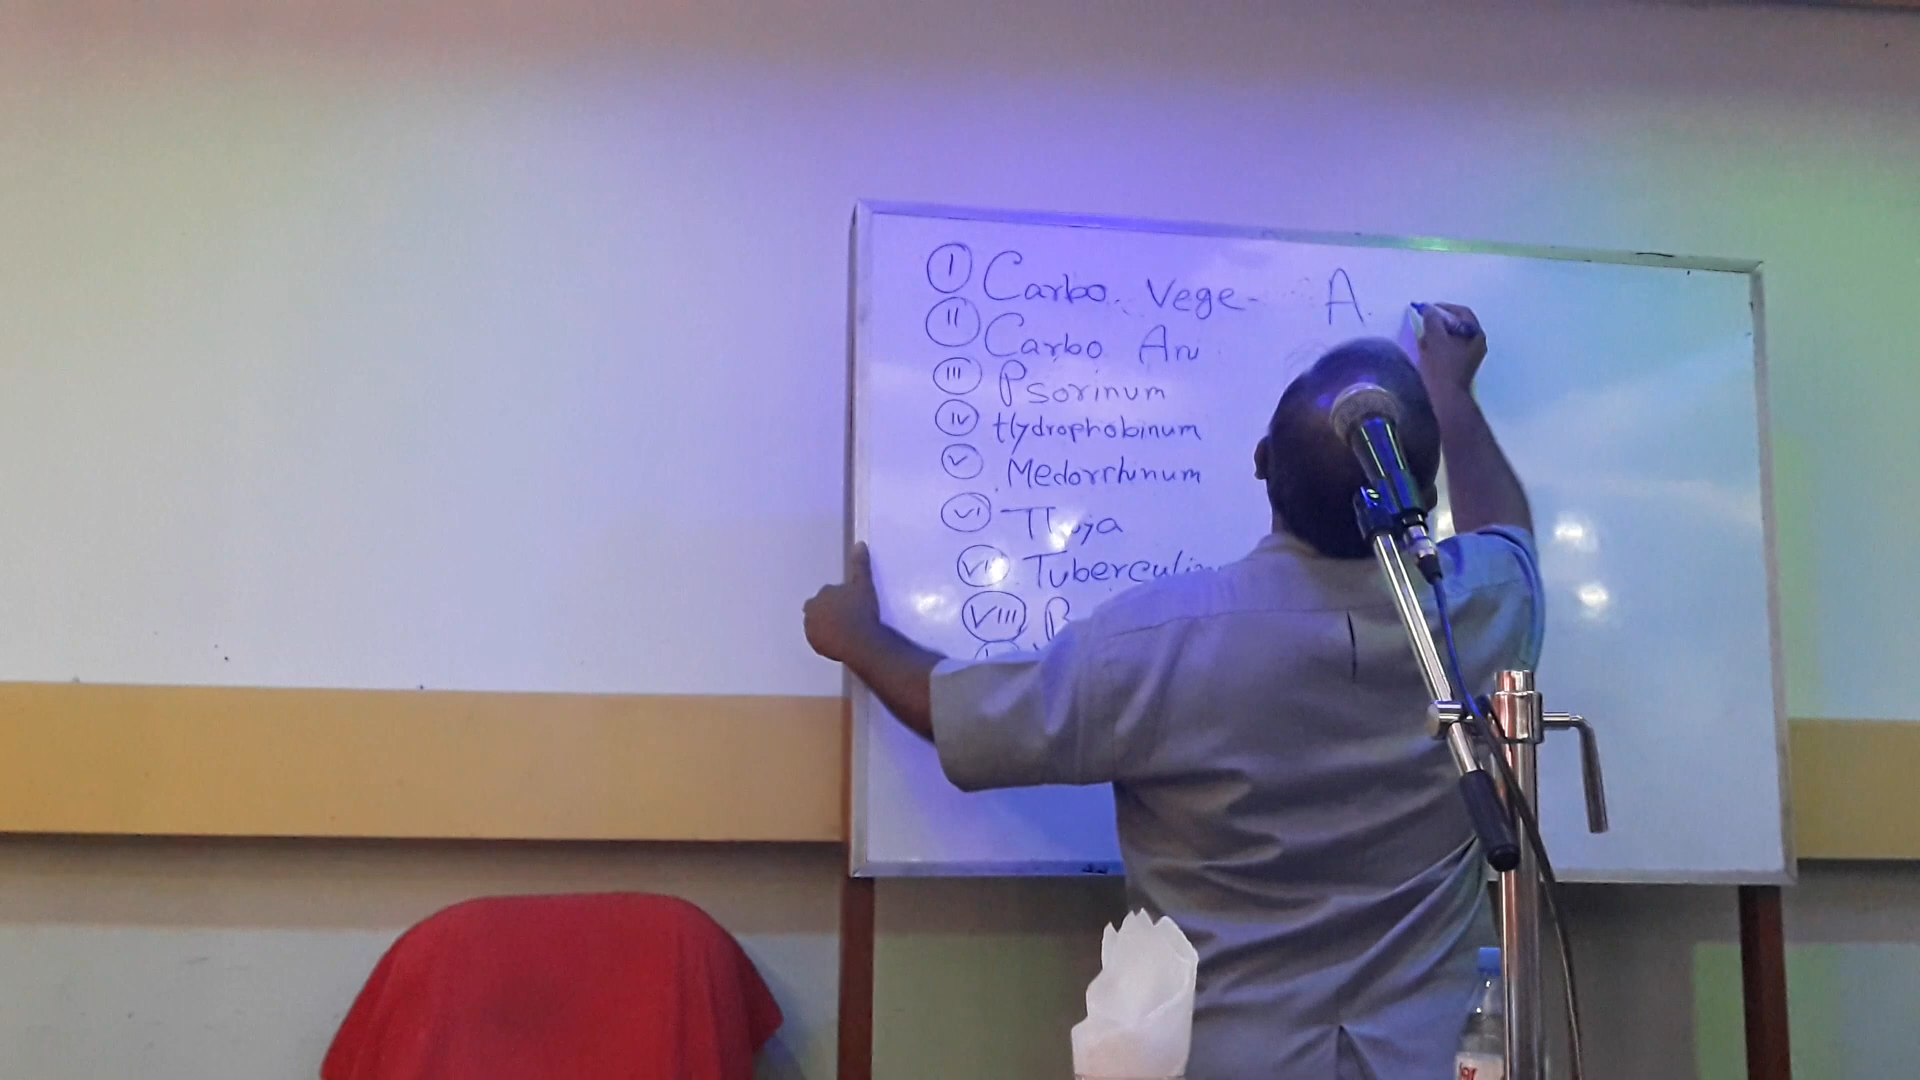 I Carbo. Vege- A.
II Carbo An
III Psorinum
IV Hydrophobinum
V Medorrhinum
VI Thuja
VII Tuberculin
VIII